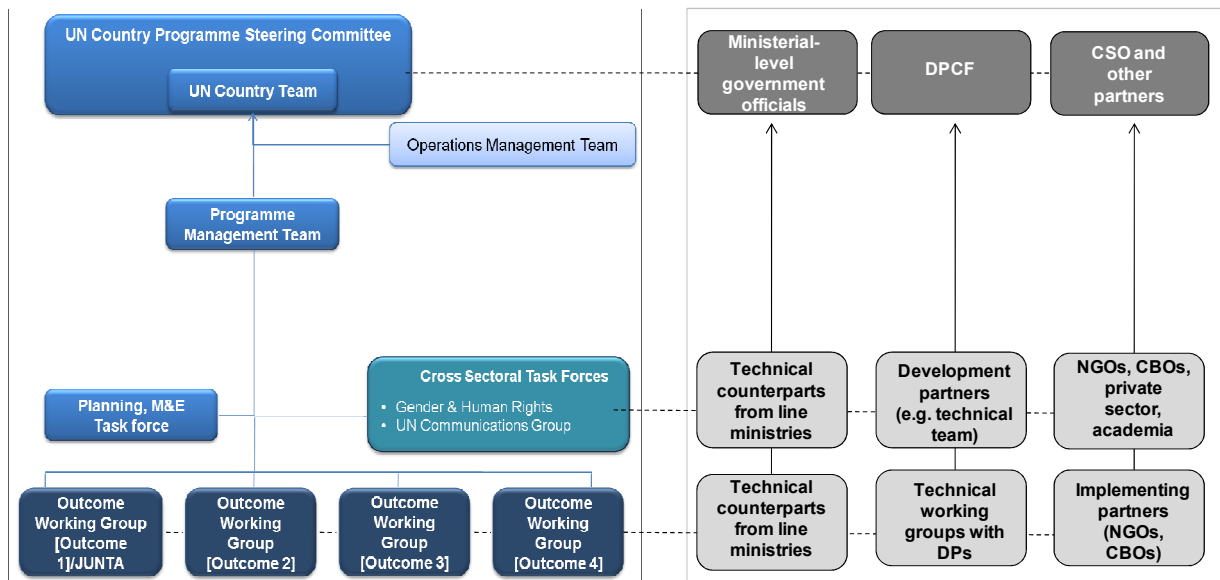 UN Country Programme Steering Committee
UN Country Team
Operations Management Team
Programme
Management Team
Planning, M&E
Task force
Cross Sectoral Task Forces
• Gender & Human Rights
• UN Communications Group
Outcome
Working Group
[Outcome
1]/JUNTA
Outcome
Working
Group
[Outcome 2]
Outcome
Working
Group
[Outcome 3]
Outcome
Working
Group
[Outcome 4]
Ministerial-
level
government
officials
DPCF
CSO and
other
partners
Technical
counterparts
from line
ministries
Development
partners
(e.g. technical
team)
NGOs, CBOs,
private
sector,
academia
Technical
counterparts
from line
ministries
Technical
working
groups with
DPs
Implementing
partners
(NGOs,
CBOs)